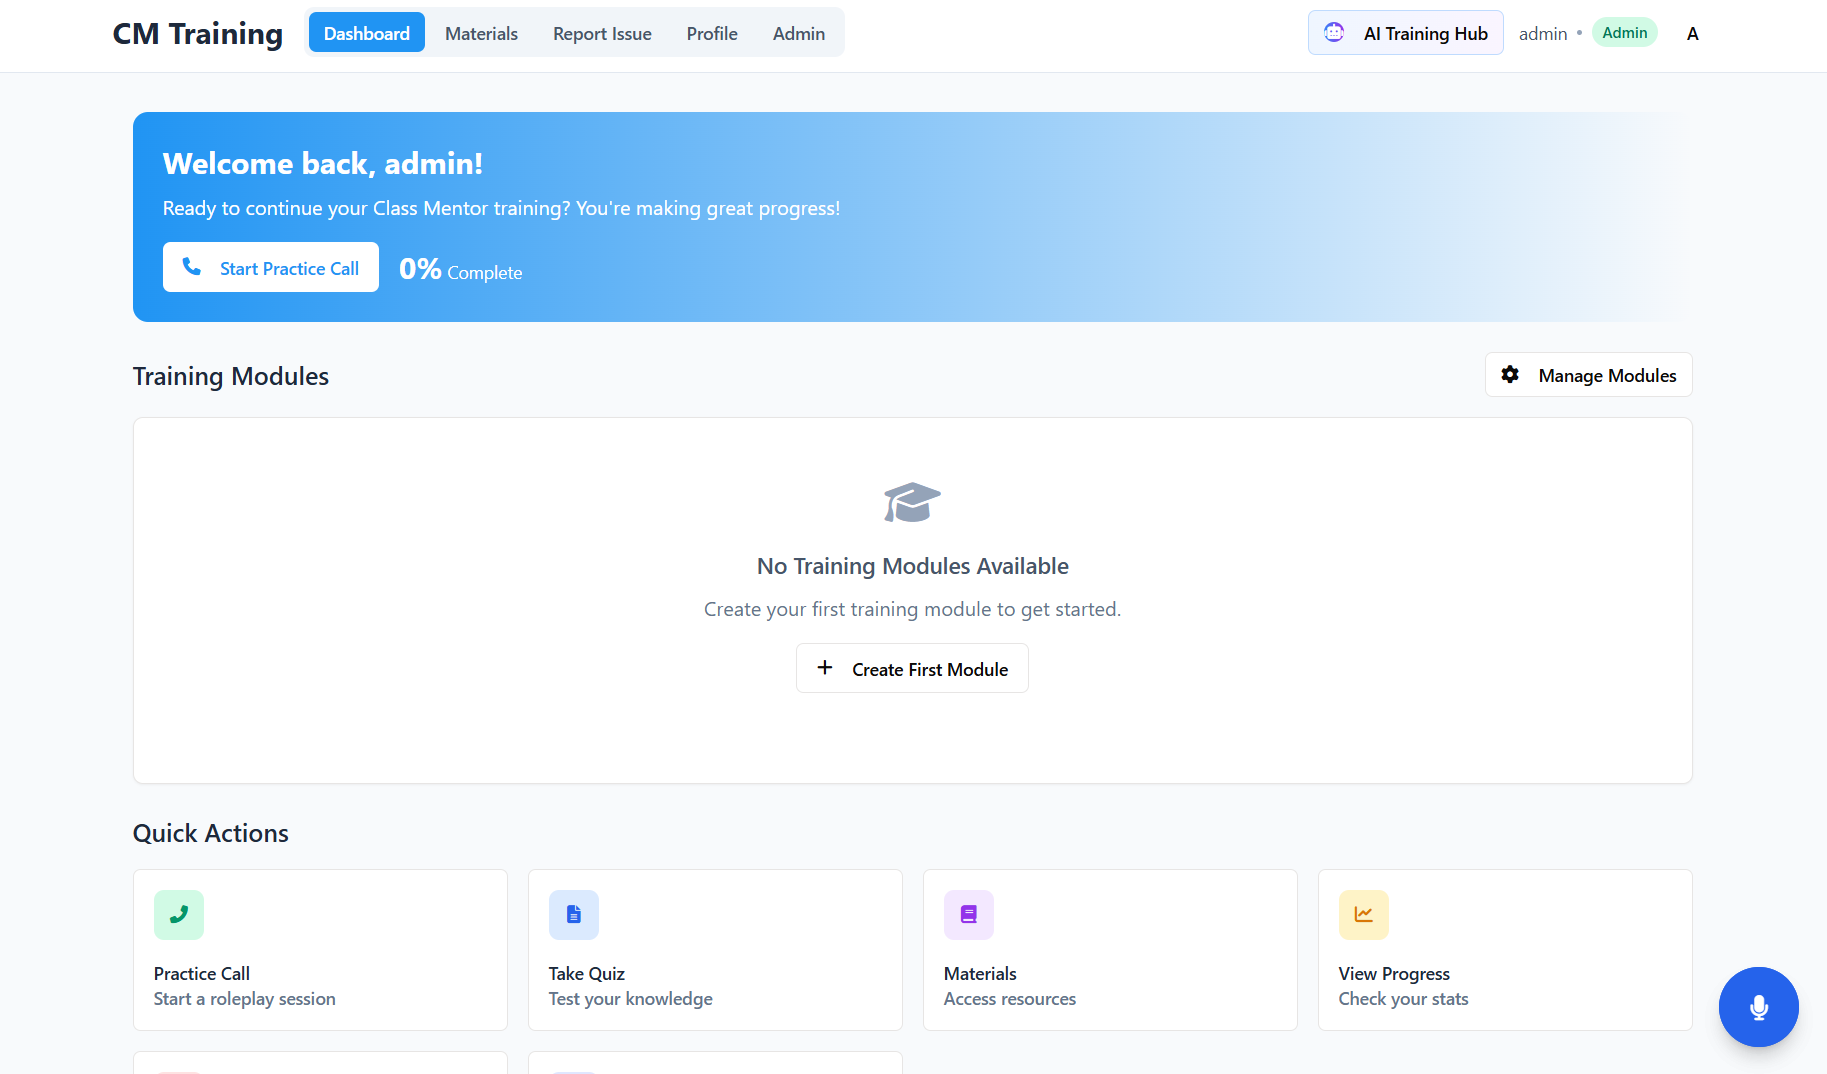 CM Training
Dashboard
Materials
Report Issue
Profile
Admin
AI Training Hub
admin • Admin
A
Welcome back, admin!
Ready to continue your Class Mentor training? You're making great progress!
Start Practice Call
0% Complete
Training Modules
Manage Modules
No Training Modules Available
Create your first training module to get started.
Create First Module
Quick Actions
Practice Call
Start a roleplay session
Take Quiz
Test your knowledge
Materials
Access resources
View Progress
Check your stats